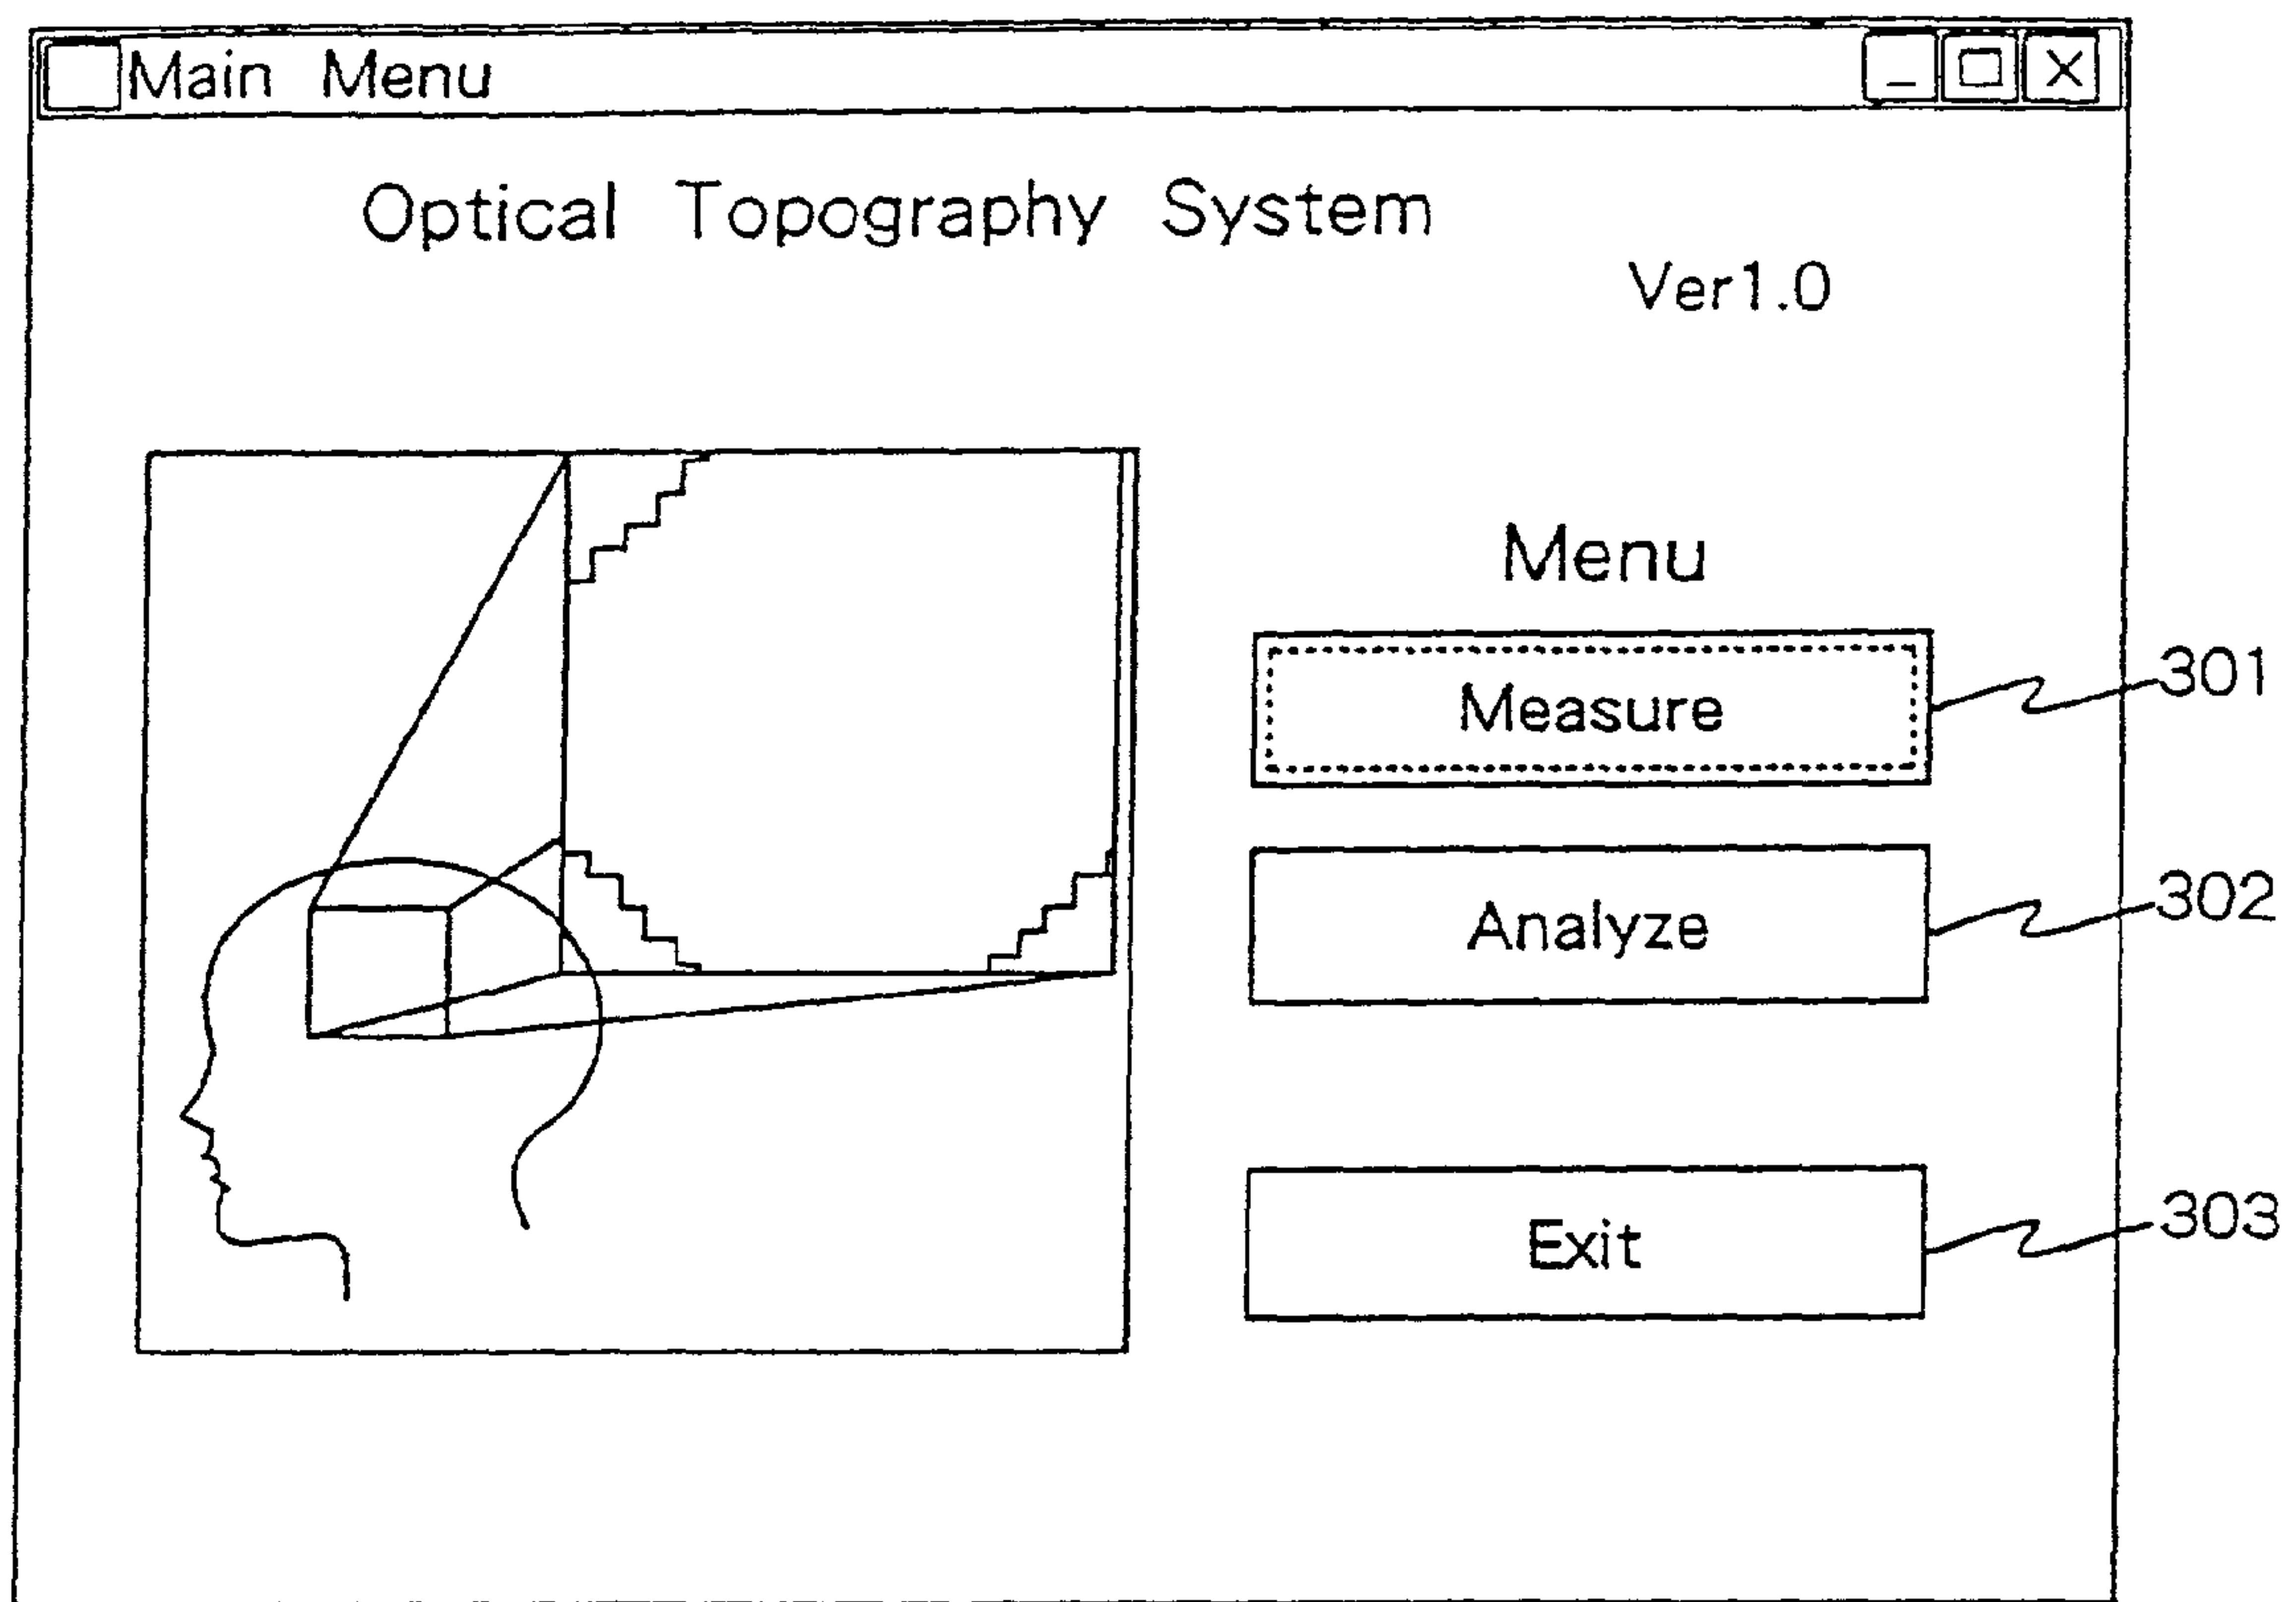 Main Menu
Optical Topography System
Ver1.0
Menu
Measure
301
Analyze
302
Exit
303